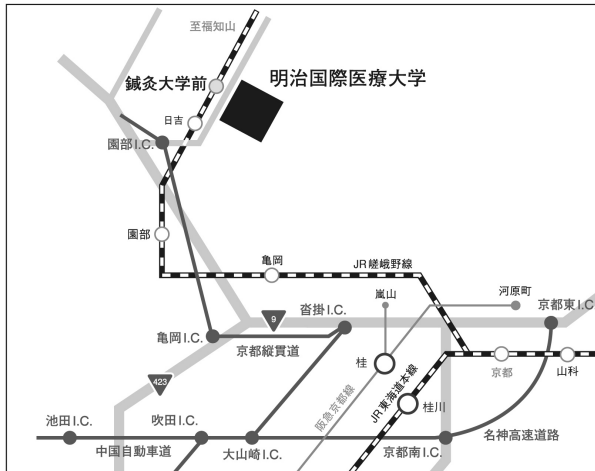 至福知山
鍼灸大学前
明治国際医療大学
日吉
園部I.C.
園部
亀岡
JR嵯峨野線
嵐山
河原町
沓掛I.C.
京都東I.C
9
亀岡I.C.
京都縦貫道
桂
京都
山科
423
阪急京都線
JR東海道本線
桂川
池田I.C.
吹田I.C.
名神高速道路
中国自動車道
大山崎I.C.
京都南I.C.